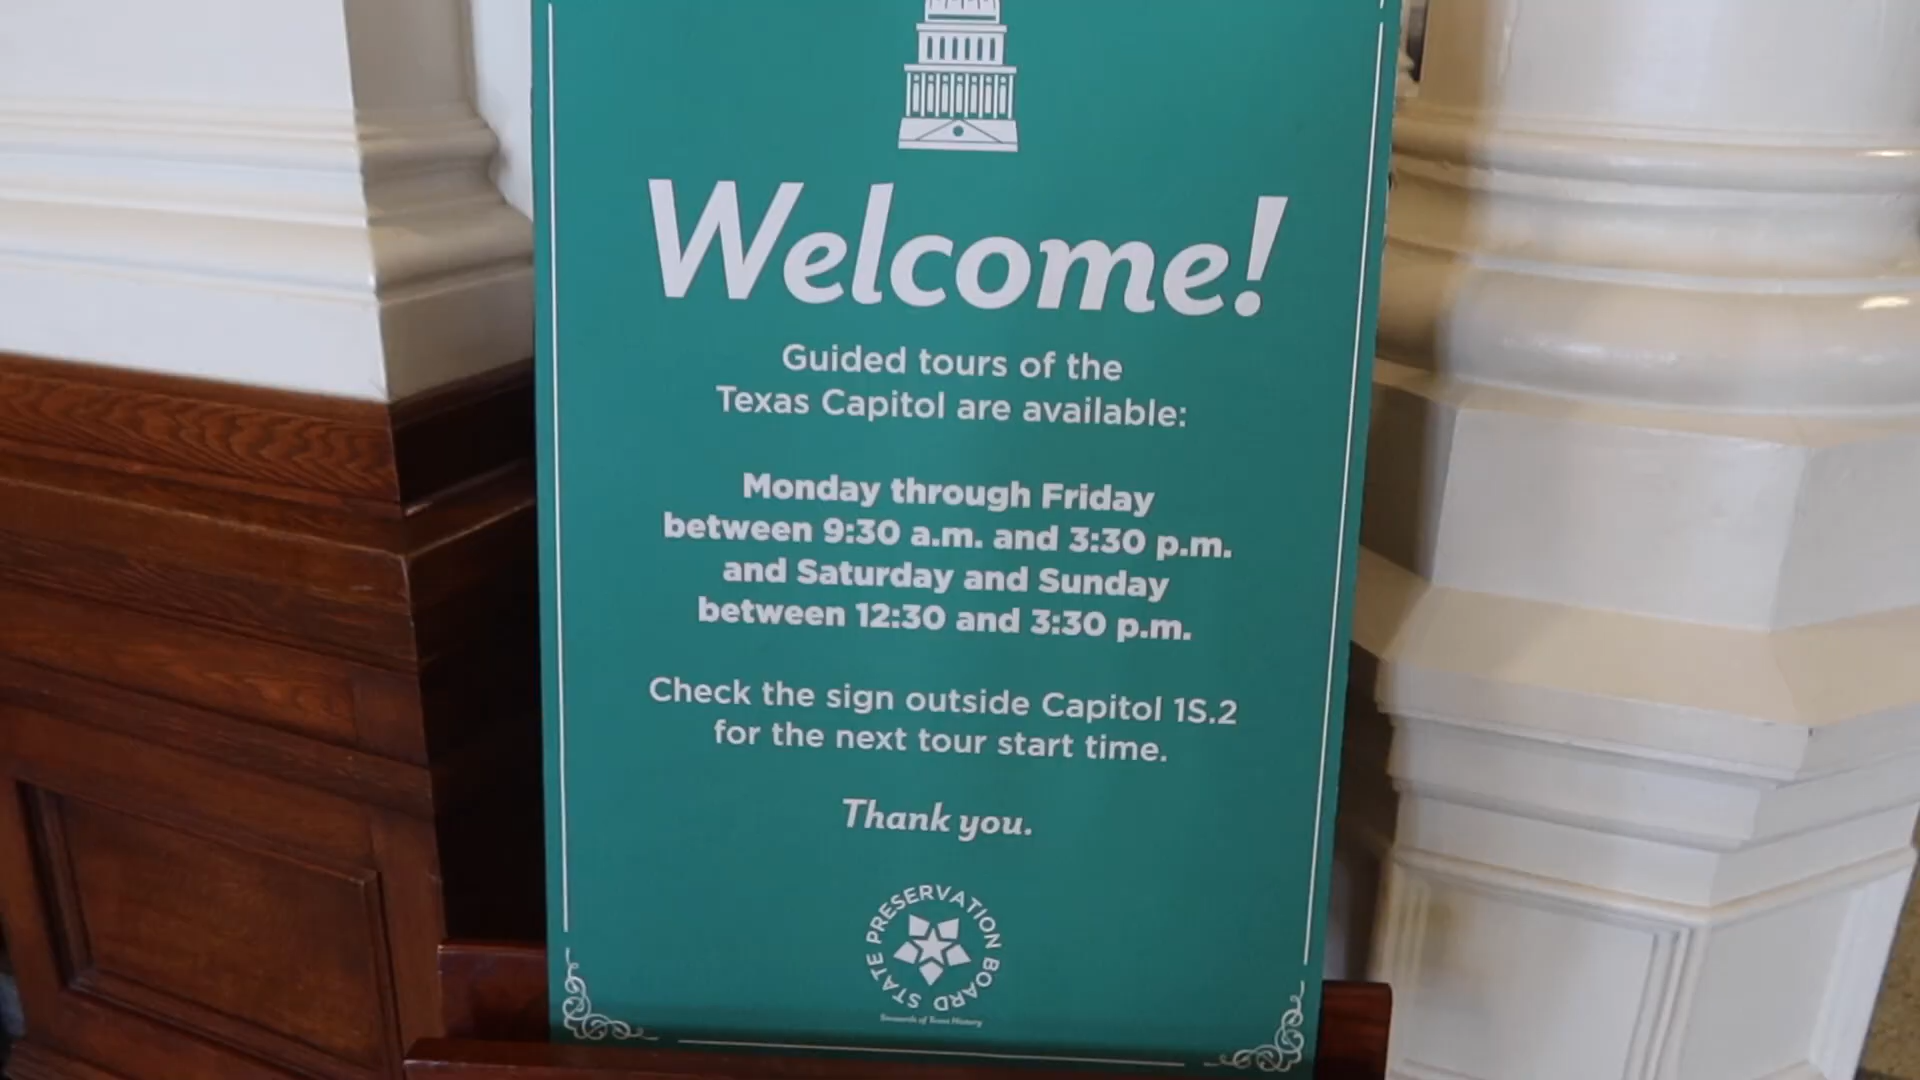 Welcome!
Guided tours of the
Texas Capitol are available:
Monday through Friday
between 9:30 a.m. and 3:30 p.m.
and Saturday and Sunday
between 12:30 and 3:30 p.m.
Check the sign outside Capitol 1S.2
for the next tour start time.
Thank you.
STATE PRESERVATION BOARD